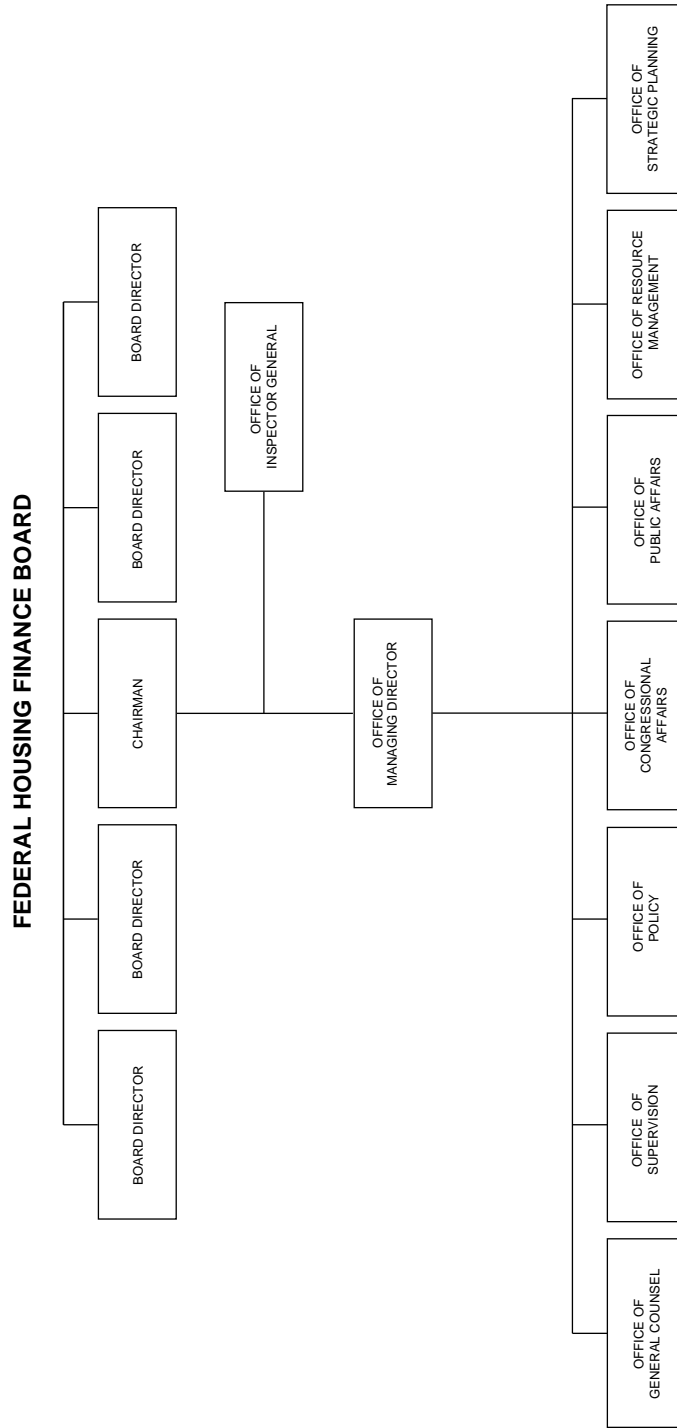 FEDERAL HOUSING FINANCE BOARD
BOARD DIRECTOR
BOARD DIRECTOR
CHAIRMAN
BOARD DIRECTOR
BOARD DIRECTOR
OFFICE OF
INSPECTOR GENERAL
OFFICE OF
MANAGING DIRECTOR
OFFICE OF
GENERAL COUNSEL
OFFICE OF
SUPERVISION
OFFICE OF
POLICY
OFFICE OF
CONGRESSIONAL
AFFAIRS
OFFICE OF
PUBLIC AFFAIRS
OFFICE OF RESOURCE
MANAGEMENT
OFFICE OF
STRATEGIC PLANNING